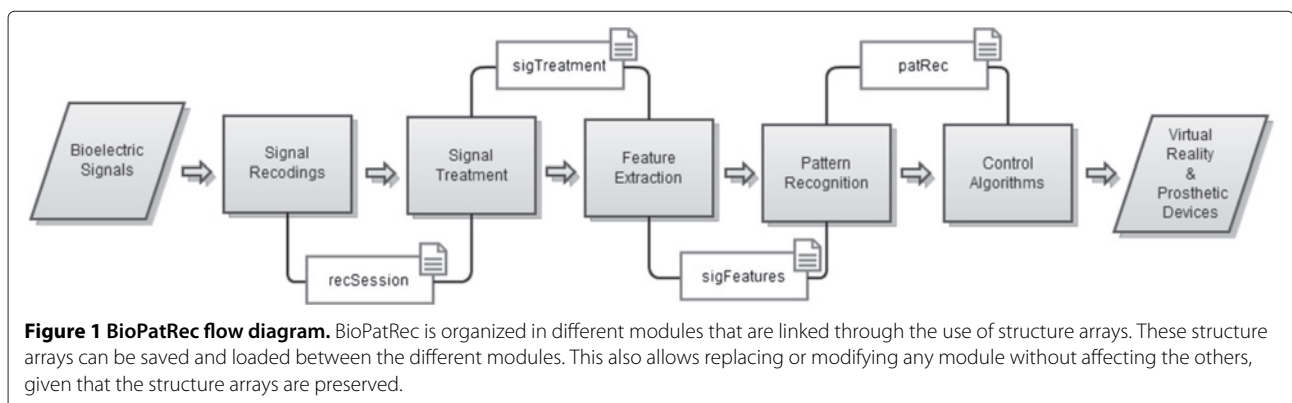 sigTreatment
patRec
Bioelectric
Signals
Signal
Recodings
Signal
Treatment
Feature
Extraction
Pattern
Recognition
Control
Algorithms
Virtual
Reality
&
Prosthetic
Devices
recSession
sigFeatures
Figure 1 BioPatRec flow diagram. BioPatRec is organized in different modules that are linked through the use of structure arrays. These structure
arrays can be saved and loaded between the different modules. This also allows replacing or modifying any module without affecting the others,
given that the structure arrays are preserved.